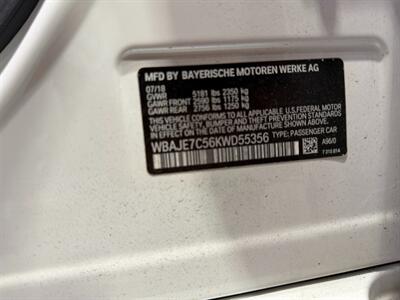 MFD BY BAYERISCHE MOTOREN WERKE AG
07/18
GVWR 5181 lbs 2350 kg
GAWR FRONT 2590 lbs 1175 kg
GAWR REAR 2756 lbs 1250 kg
THIS VEHICLE CONFORMS TO ALL APPLICABLE U.S. FEDERAL MOTOR
VEHICLE SAFETY, BUMPER, AND THEFT PREVENTION STANDARDS
IN EFFECT ON THE DATE OF MANUFACTURE SHOWN ABOVE.
WBAJE7C56KWD55356 TYPE: PASSENGER CAR
A96/0